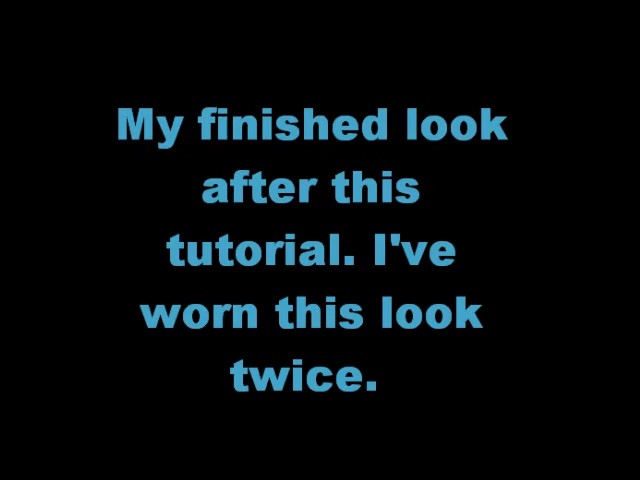 My finished look
after this
tutorial. I've
worn this look
twice.